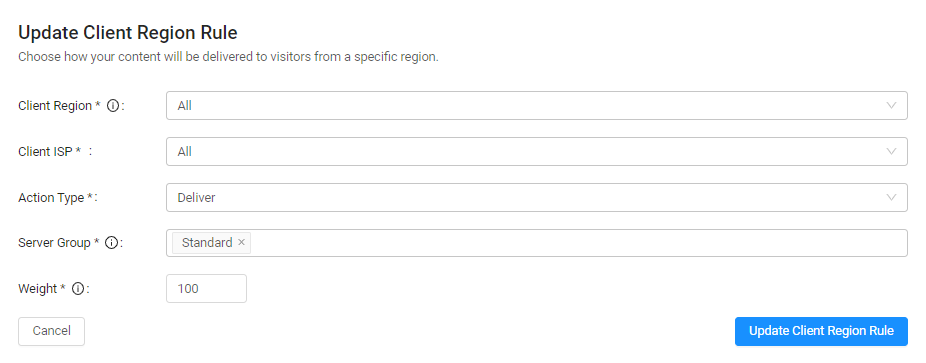 Update Client Region Rule
Choose how your content will be delivered to visitors from a specific region.
Client Region * ⓘ : All
Client ISP * : All
Action Type * : Deliver
Server Group * ⓘ : Standard ×
Weight * ⓘ : 100
Cancel Update Client Region Rule